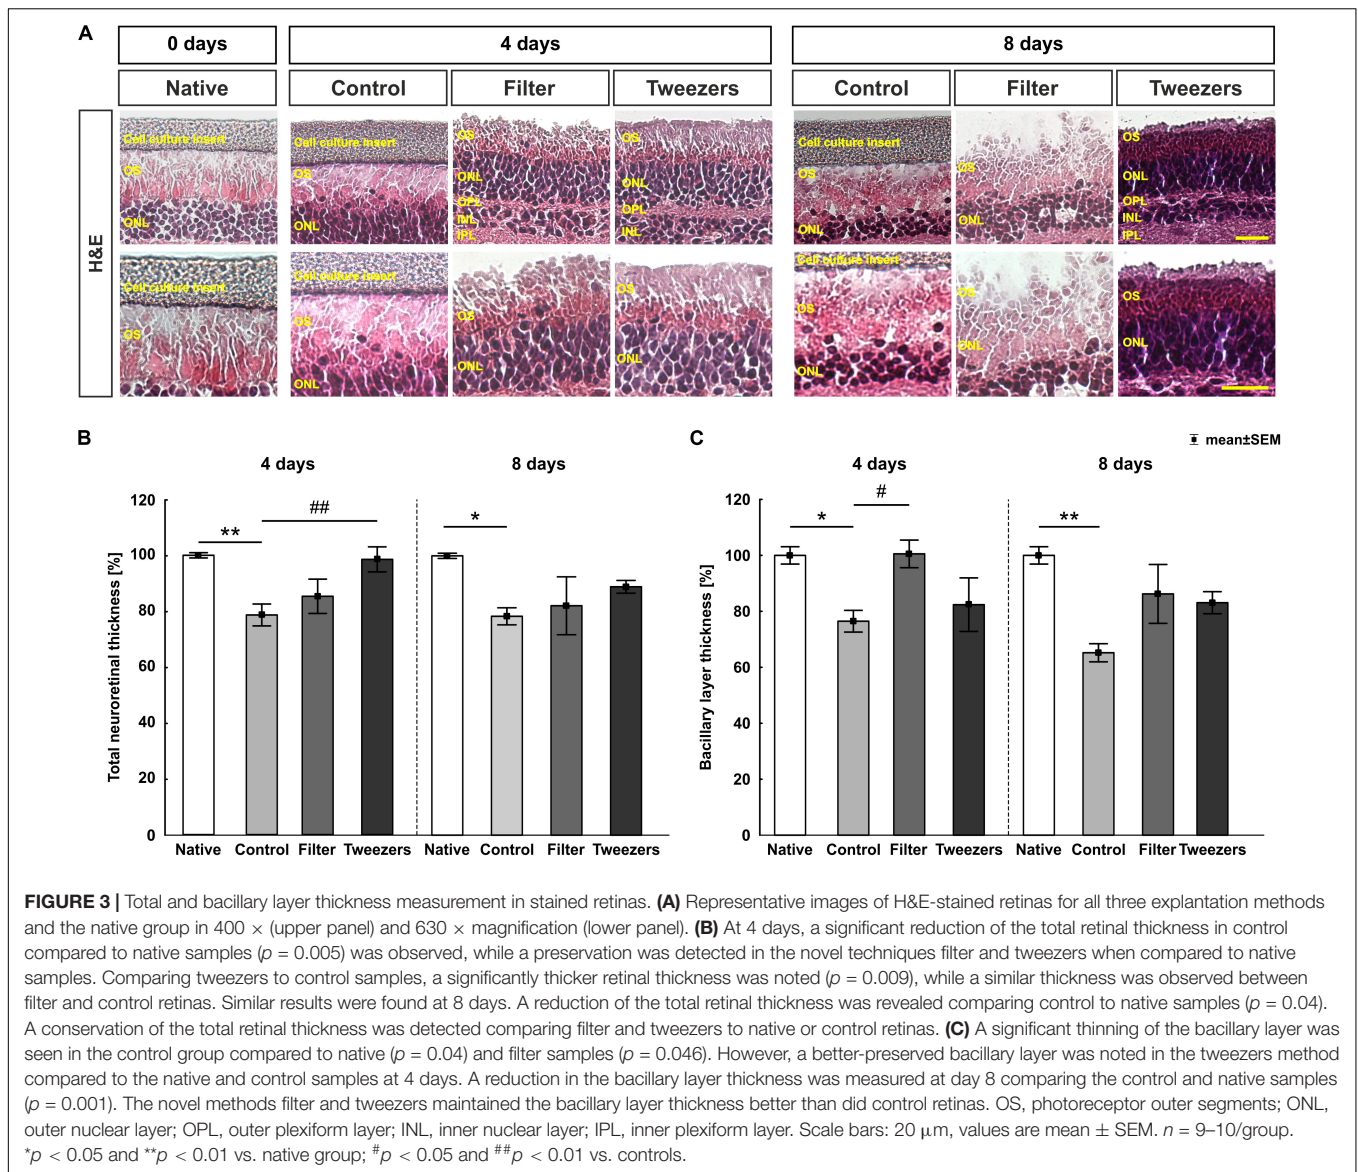 A
0 days
4 days
8 days
Native
Control
Filter
Tweezers
Control
Filter
Tweezers
H&E
Cell culture insert
OS
ONL
Cell culture insert
OS
ONL
OS
ONL
OPL
INL
IPL
OS
ONL
OPL
INL
Cell culture insert
OS
ONL
OS
ONL
OS
ONL
OPL
INL
IPL
Cell culture insert
OS
Cell culture insert
OS
ONL
OS
ONL
OS
ONL
Cell culture insert
OS
ONL
OS
ONL
OS
ONL
B
4 days
8 days
Total neuroretinal thickness [%]
120
100
80
60
40
20
0
**
##
*
Native Control Filter Tweezers
Native Control Filter Tweezers
C
mean±SEM
4 days
8 days
Bacillary layer thickness [%]
120
100
80
60
40
20
0
*
#
**
Native Control Filter Tweezers
Native Control Filter Tweezers
FIGURE 3 | Total and bacillary layer thickness measurement in stained retinas. (A) Representative images of H&E-stained retinas for all three explantation methods
and the native group in 400 × (upper panel) and 630 × magnification (lower panel). (B) At 4 days, a significant reduction of the total retinal thickness in control
compared to native samples (p = 0.005) was observed, while a preservation was detected in the novel techniques filter and tweezers when compared to native
samples. Comparing tweezers to control samples, a significantly thicker retinal thickness was noted (p = 0.009), while a similar thickness was observed between
filter and control retinas. Similar results were found at 8 days. A reduction of the total retinal thickness was revealed comparing control to native samples (p = 0.04).
A conservation of the total retinal thickness was detected comparing filter and tweezers to native or control retinas. (C) A significant thinning of the bacillary layer was
seen in the control group compared to native (p = 0.04) and filter samples (p = 0.046). However, a better-preserved bacillary layer was noted in the tweezers method
compared to the native and control samples at 4 days. A reduction in the bacillary layer thickness was measured at day 8 comparing the control and native samples
(p = 0.001). The novel methods filter and tweezers maintained the bacillary layer thickness better than did control retinas. OS, photoreceptor outer segments; ONL,
outer nuclear layer; OPL, outer plexiform layer; INL, inner nuclear layer; IPL, inner plexiform layer. Scale bars: 20 μm, values are mean ± SEM. n = 9–10/group.
*p < 0.05 and **p < 0.01 vs. native group; #p < 0.05 and ##p < 0.01 vs. controls.